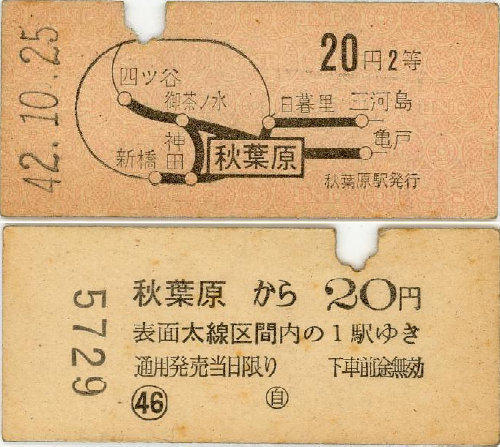 42.10.25
20円2等
四ツ谷
御茶ノ水
日暮里
三河島
新橋
神田
秋葉原
亀戸
秋葉原駅発行
秋葉原 から 20円
表面太線区間内の1駅ゆき
通用発売当日限り 下車前途無効
㊻ ㊂
5729